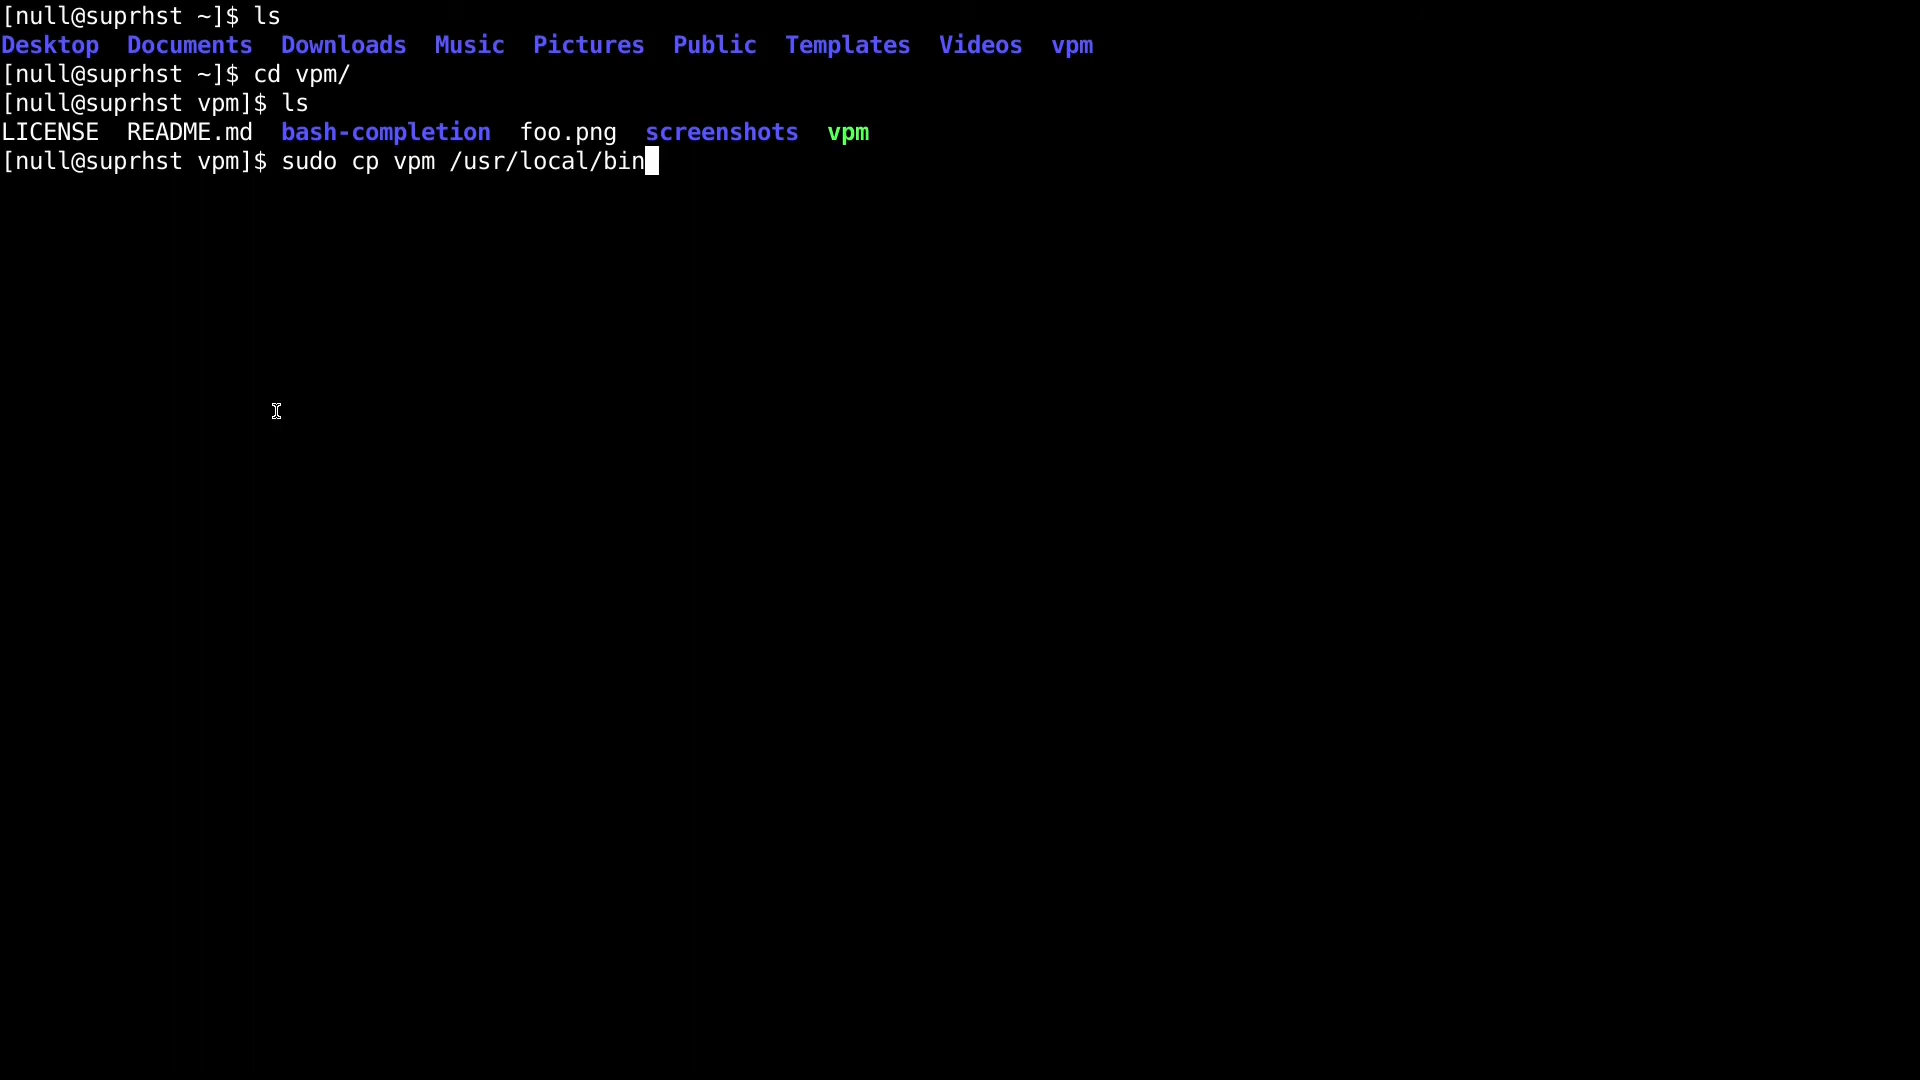 [null@suprhst ~]$ ls
Desktop  Documents  Downloads  Music  Pictures  Public  Templates  Videos  vpm
[null@suprhst ~]$ cd vpm/
[null@suprhst vpm]$ ls
LICENSE  README.md  bash-completion  foo.png  screenshots  vpm
[null@suprhst vpm]$ sudo cp vpm /usr/local/bin